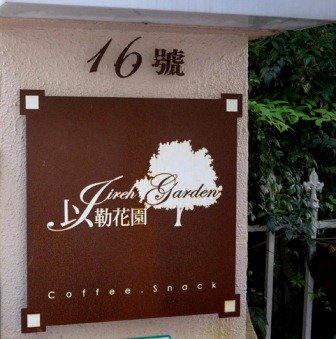 16號
Jireh Garden
以勒花園
Coffee.Snack